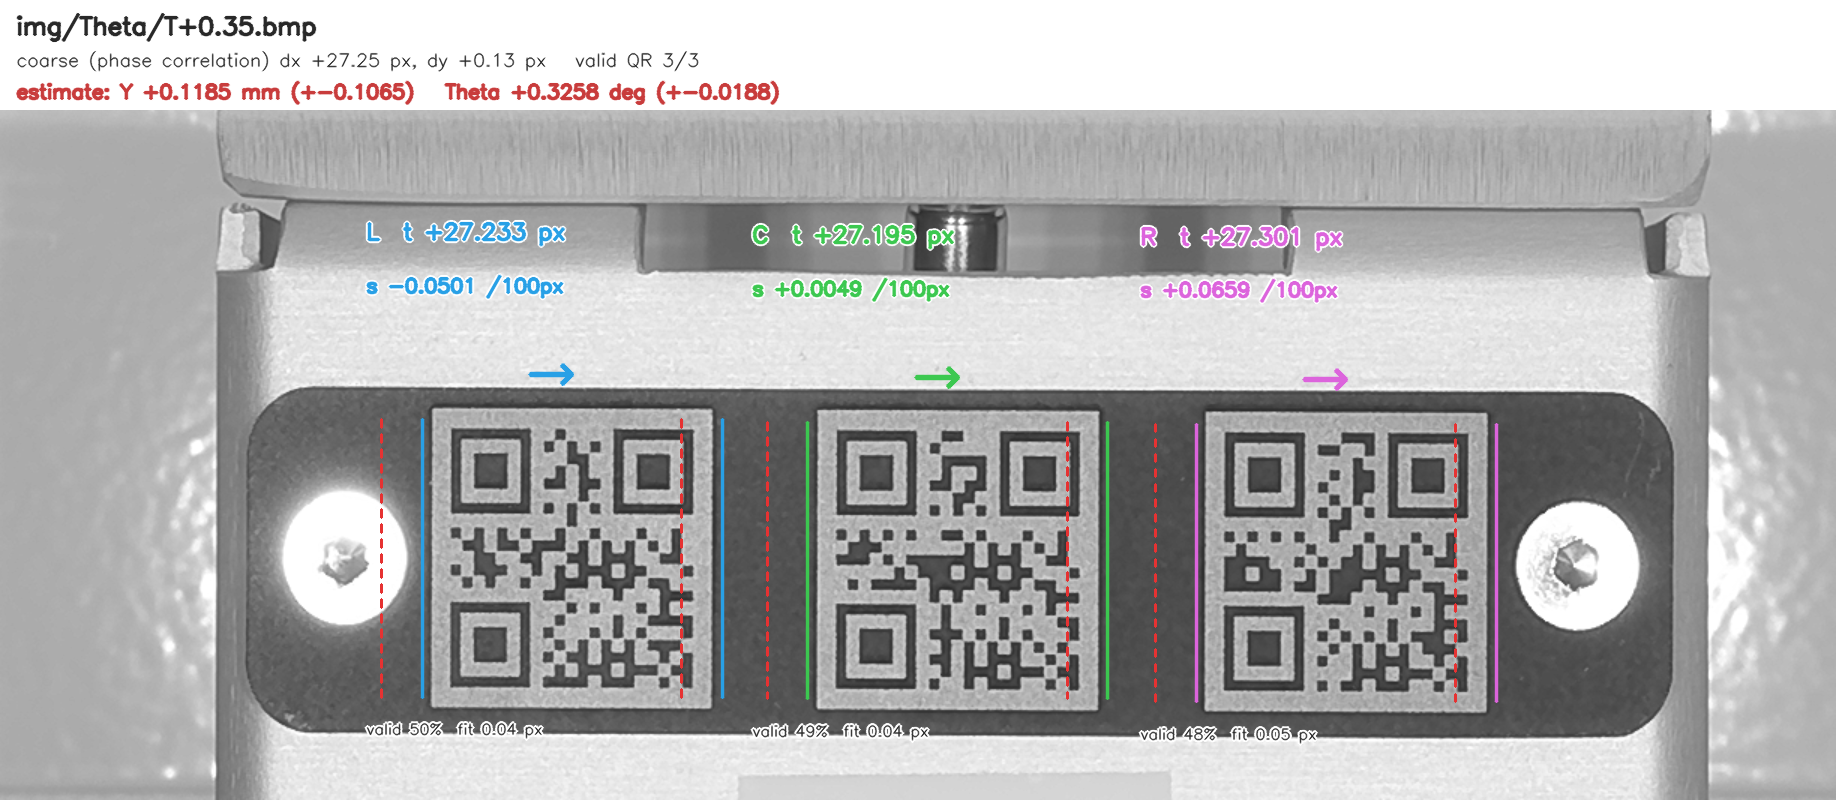 img/Theta/T+0.35.bmp
coarse (phase correlation) dx +27.25 px, dy +0.13 px valid QR 3/3
estimate: Y +0.1185 mm (+-0.1065) Theta +0.3258 deg (+-0.0188)
L t +27.233 px
s -0.0501 /100px
C t +27.195 px
s +0.0049 /100px
R t +27.301 px
s +0.0659 /100px
valid 50% fit 0.04 px
valid 49% fit 0.04 px
valid 48% fit 0.05 px